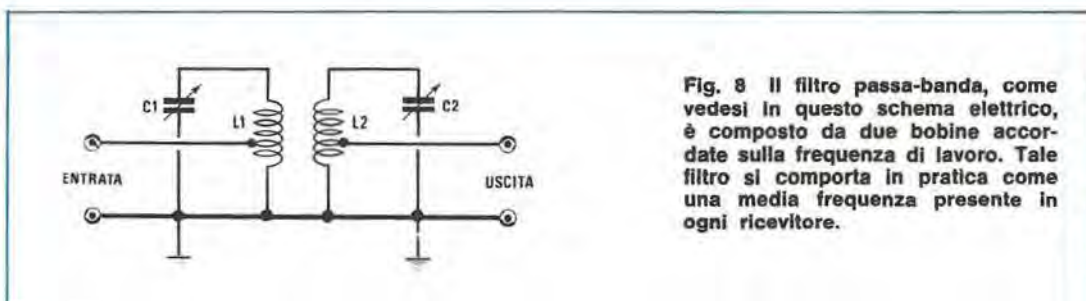 C1
L1
L2
C2
ENTRATA
USCITA
Fig. 8 Il filtro passa-banda, come
vedesi in questo schema elettrico,
è composto da due bobine accor-
date sulla frequenza di lavoro. Tale
filtro si comporta in pratica come
una media frequenza presente in
ogni ricevitore.